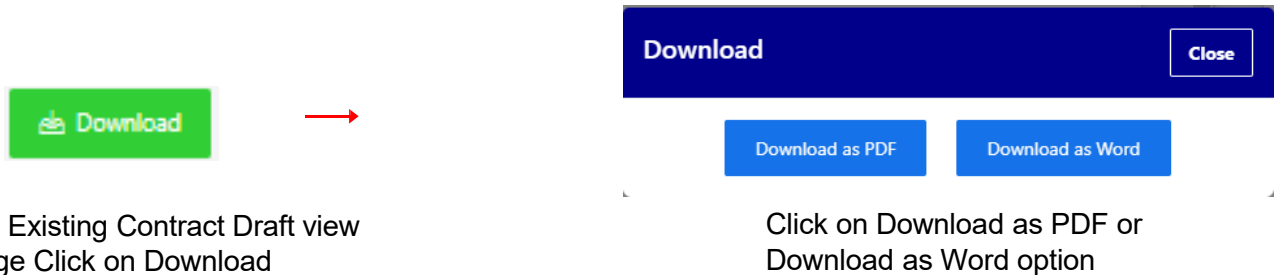 Download
Download
Close
Download as PDF
Download as Word
Existing Contract Draft view
Click on Download
Click on Download as PDF or
Download as Word option